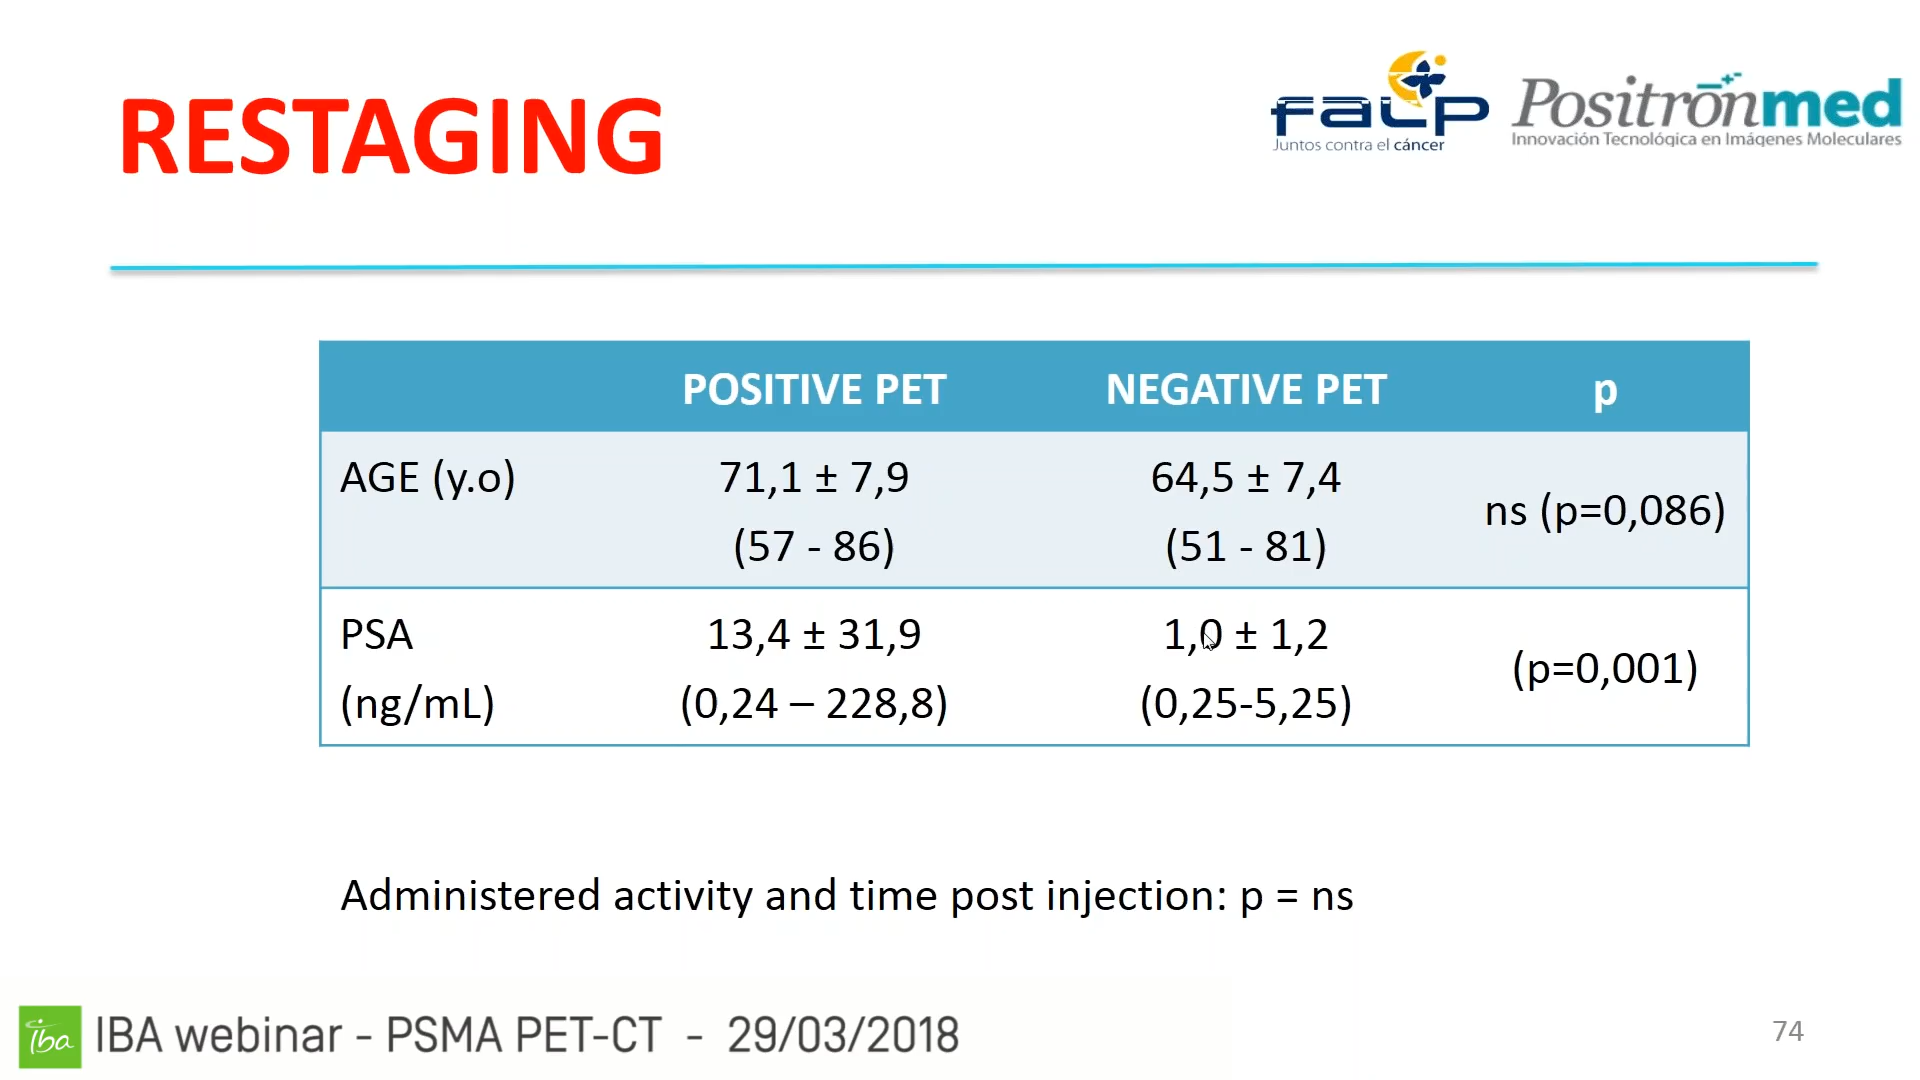 RESTAGING
falp
Juntos contra el cáncer
Positronmed
Innovación Tecnológica en Imágenes Moleculares
POSITIVE PET NEGATIVE PET p
AGE (y.o) 71,1 ± 7,9 64,5 ± 7,4
(57 - 86) (51 - 81) ns (p=0,086)
PSA 13,4 ± 31,9 1,0 ± 1,2
(ng/mL) (0,24 – 228,8) (0,25-5,25) (p=0,001)
Administered activity and time post injection: p = ns
iba IBA webinar - PSMA PET-CT - 29/03/2018
74